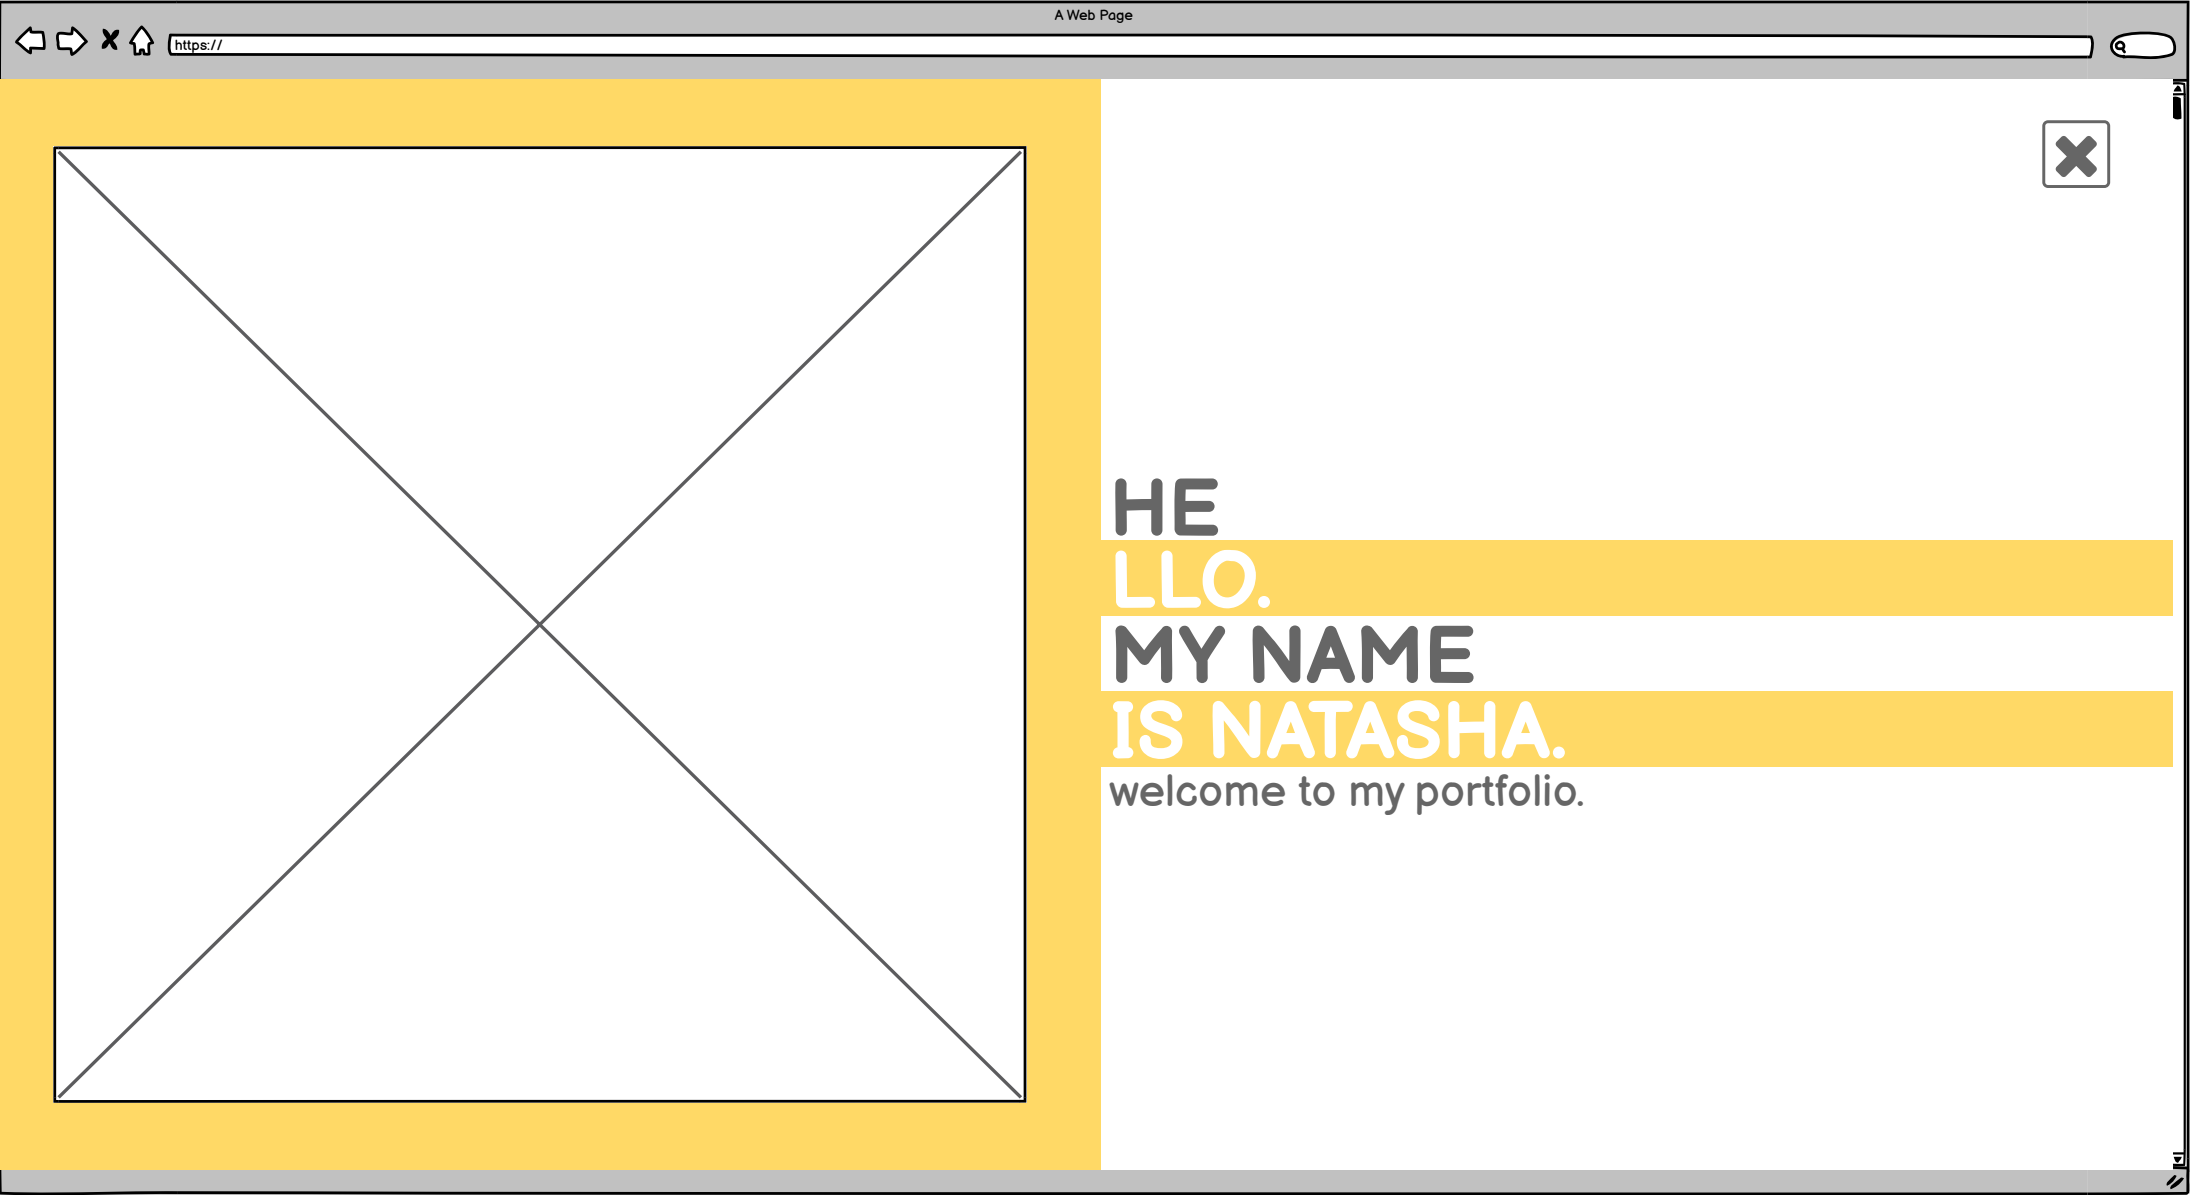 A Web Page
https://
HE
LLO.
MY NAME
IS NATASHA.
welcome to my portfolio.